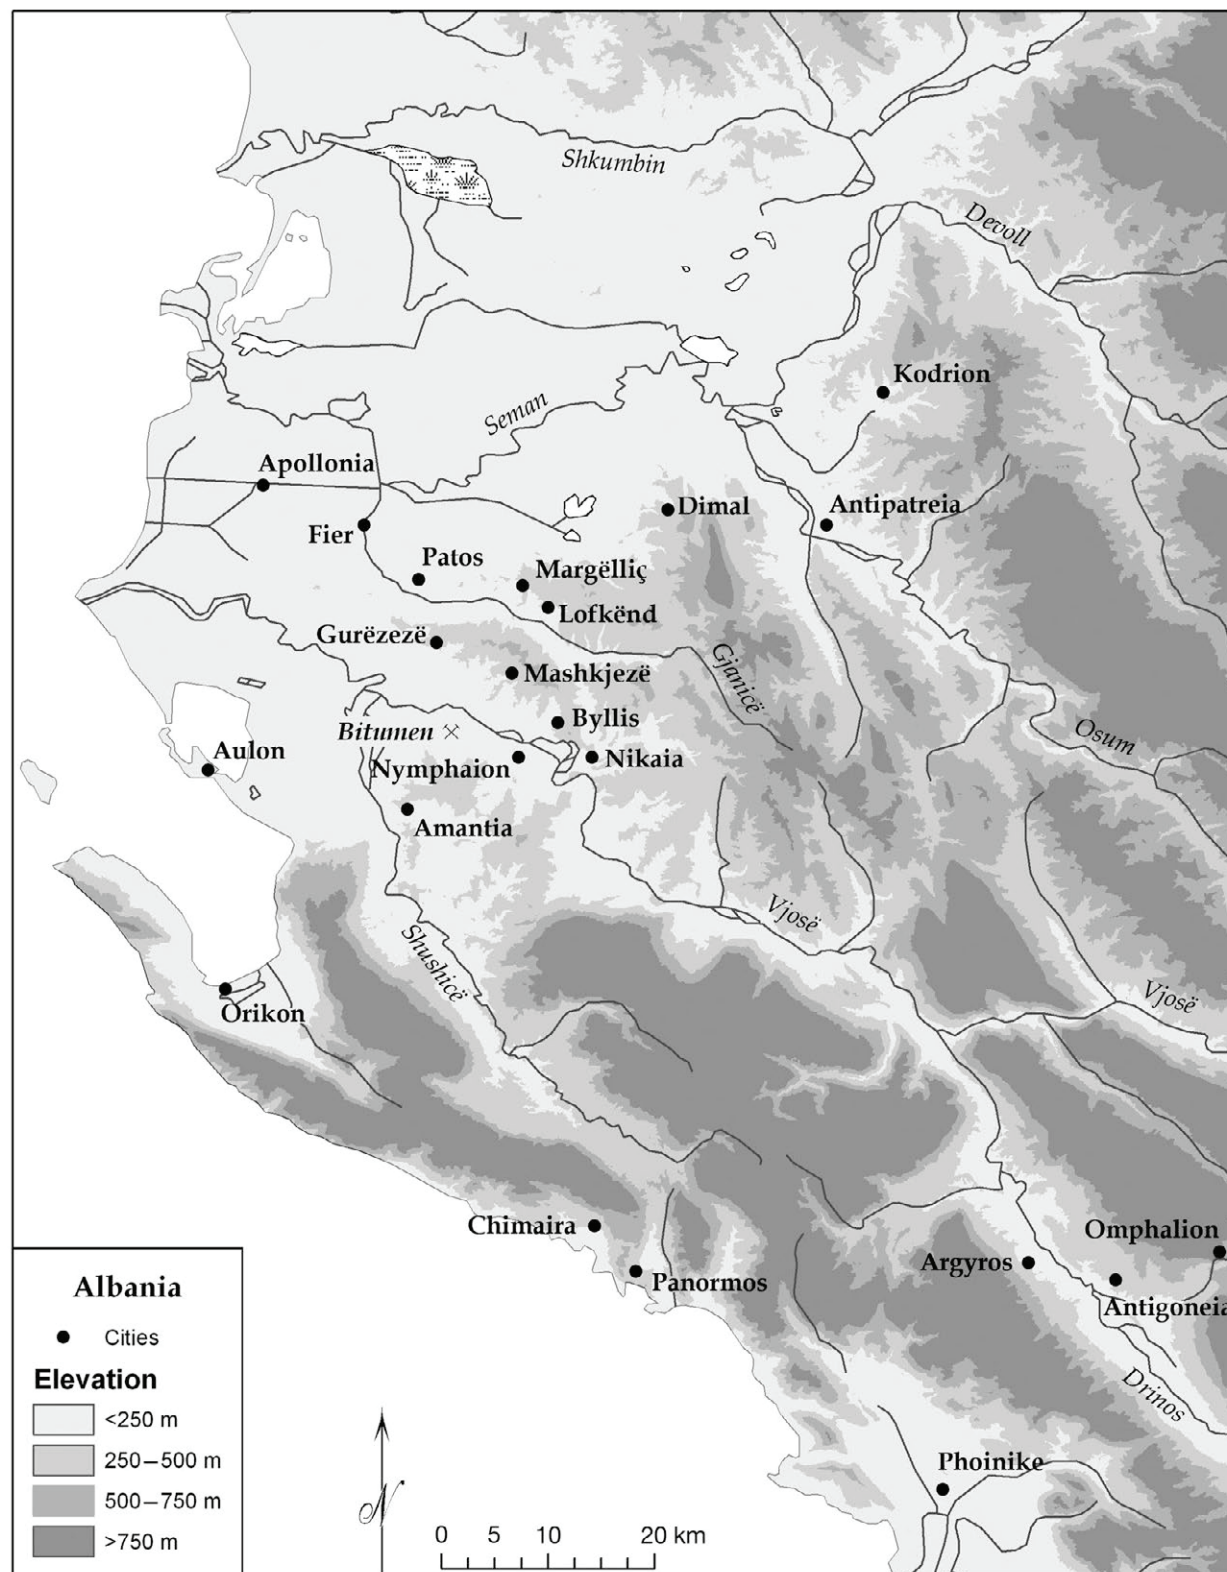 Shkumbin
Devoll
Kodrion
Seman
Apollonia
Dimal
Antipatreia
Fier
Patos
Margëlliç
Lofkënd
Gurëzezë
Mashkjezë
Gjanicë
Byllis
Bitumen
Osum
Aulon
Nymphaion
Nikaia
Amantia
Vjosë
Shushicë
Vjosë
Orikon
Chimaira
Omphalion
Argyros
Panormos
Antigoneia
Drinos
Phoinike
Albania
Cities
Elevation
<250 m
250–500 m
500–750 m
>750 m
N
0 5 10 20 km